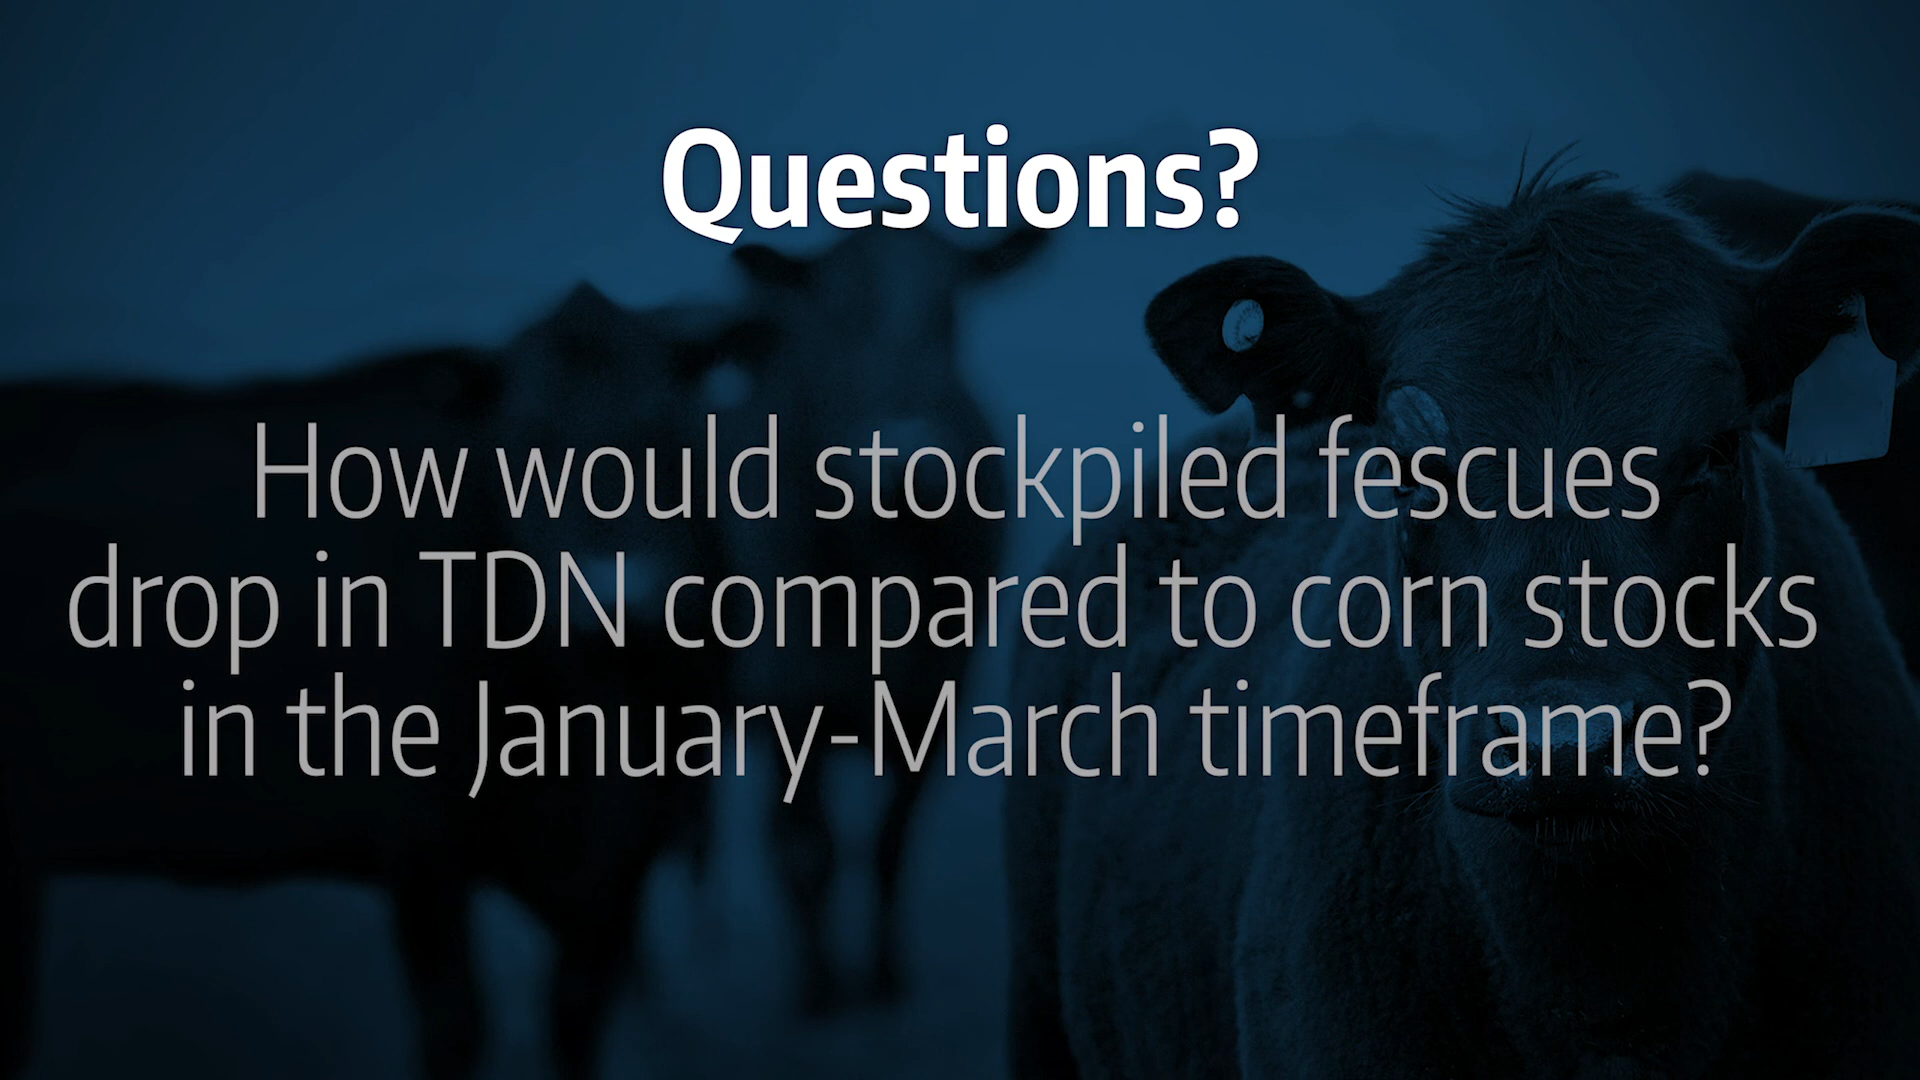 Questions?
How would stockpiled fescues
drop in TDN compared to corn stocks
in the January-March timeframe?